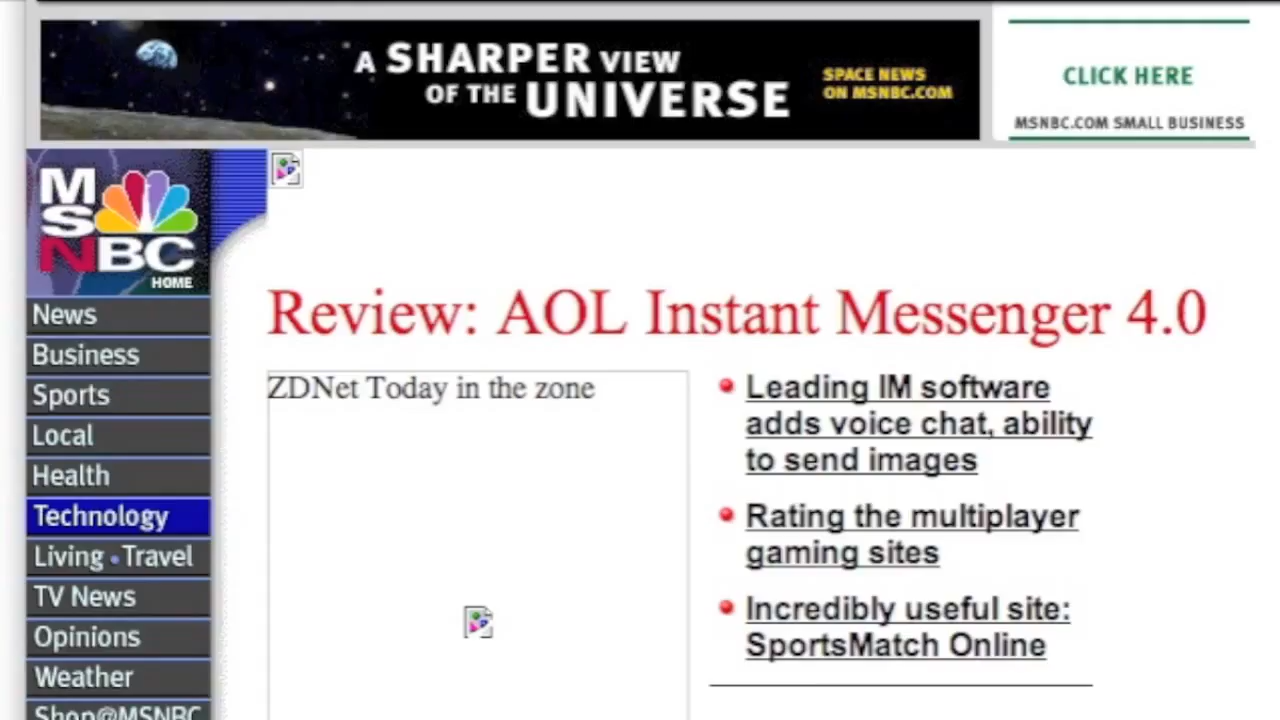 A SHARPER VIEW
OF THE UNIVERSE
SPACE NEWS
ON MSNBC.COM
CLICK HERE
MSNBC.COM SMALL BUSINESS
MSNBC
HOME
News
Business
Sports
Local
Health
Technology
Living • Travel
TV News
Opinions
Weather
Shop@MSNBC
Review: AOL Instant Messenger 4.0
ZDNet Today in the zone
Leading IM software
adds voice chat, ability
to send images
Rating the multiplayer
gaming sites
Incredibly useful site:
SportsMatch Online